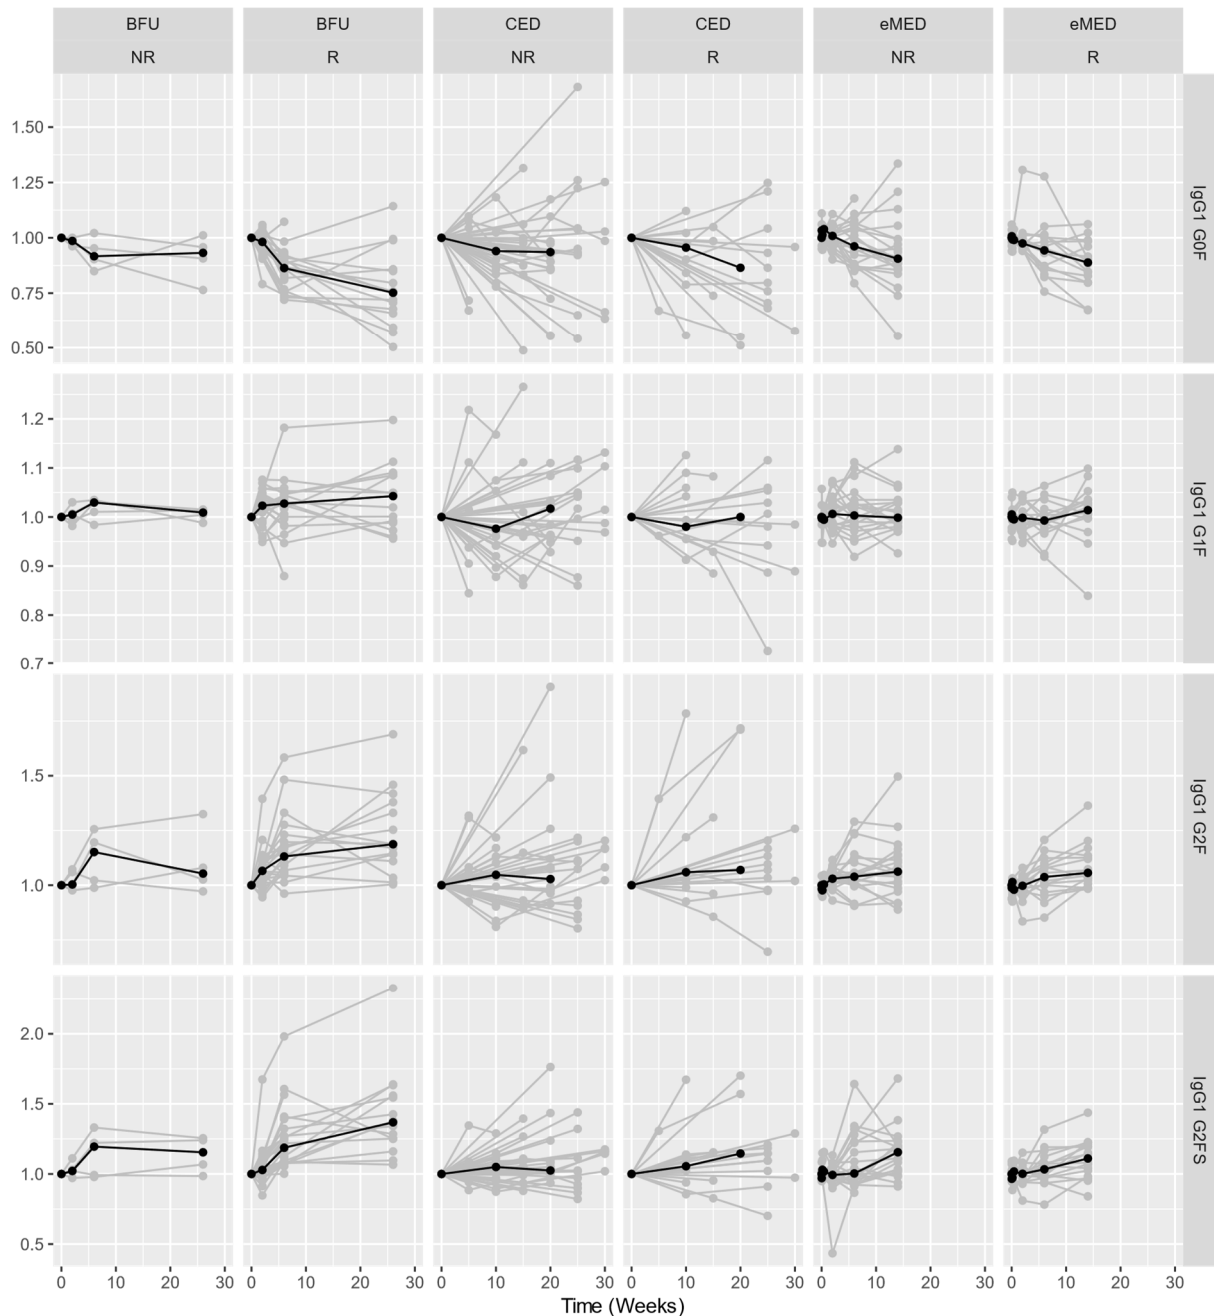 BFU BFU CED CED eMED eMED
NR R NR R NR R
1.50
1.25
1.00
0.75
0.50
IgG1 G0F
1.2
1.1
1.0
0.9
0.8
0.7
IgG1 G1F
1.5
1.0
IgG1 G2F
2.0
1.5
1.0
0.5
IgG1 G2FS
0 10 20 30 0 10 20 30 0 10 20 30 0 10 20 30 0 10 20 30 0 10 20 30
Time (Weeks)